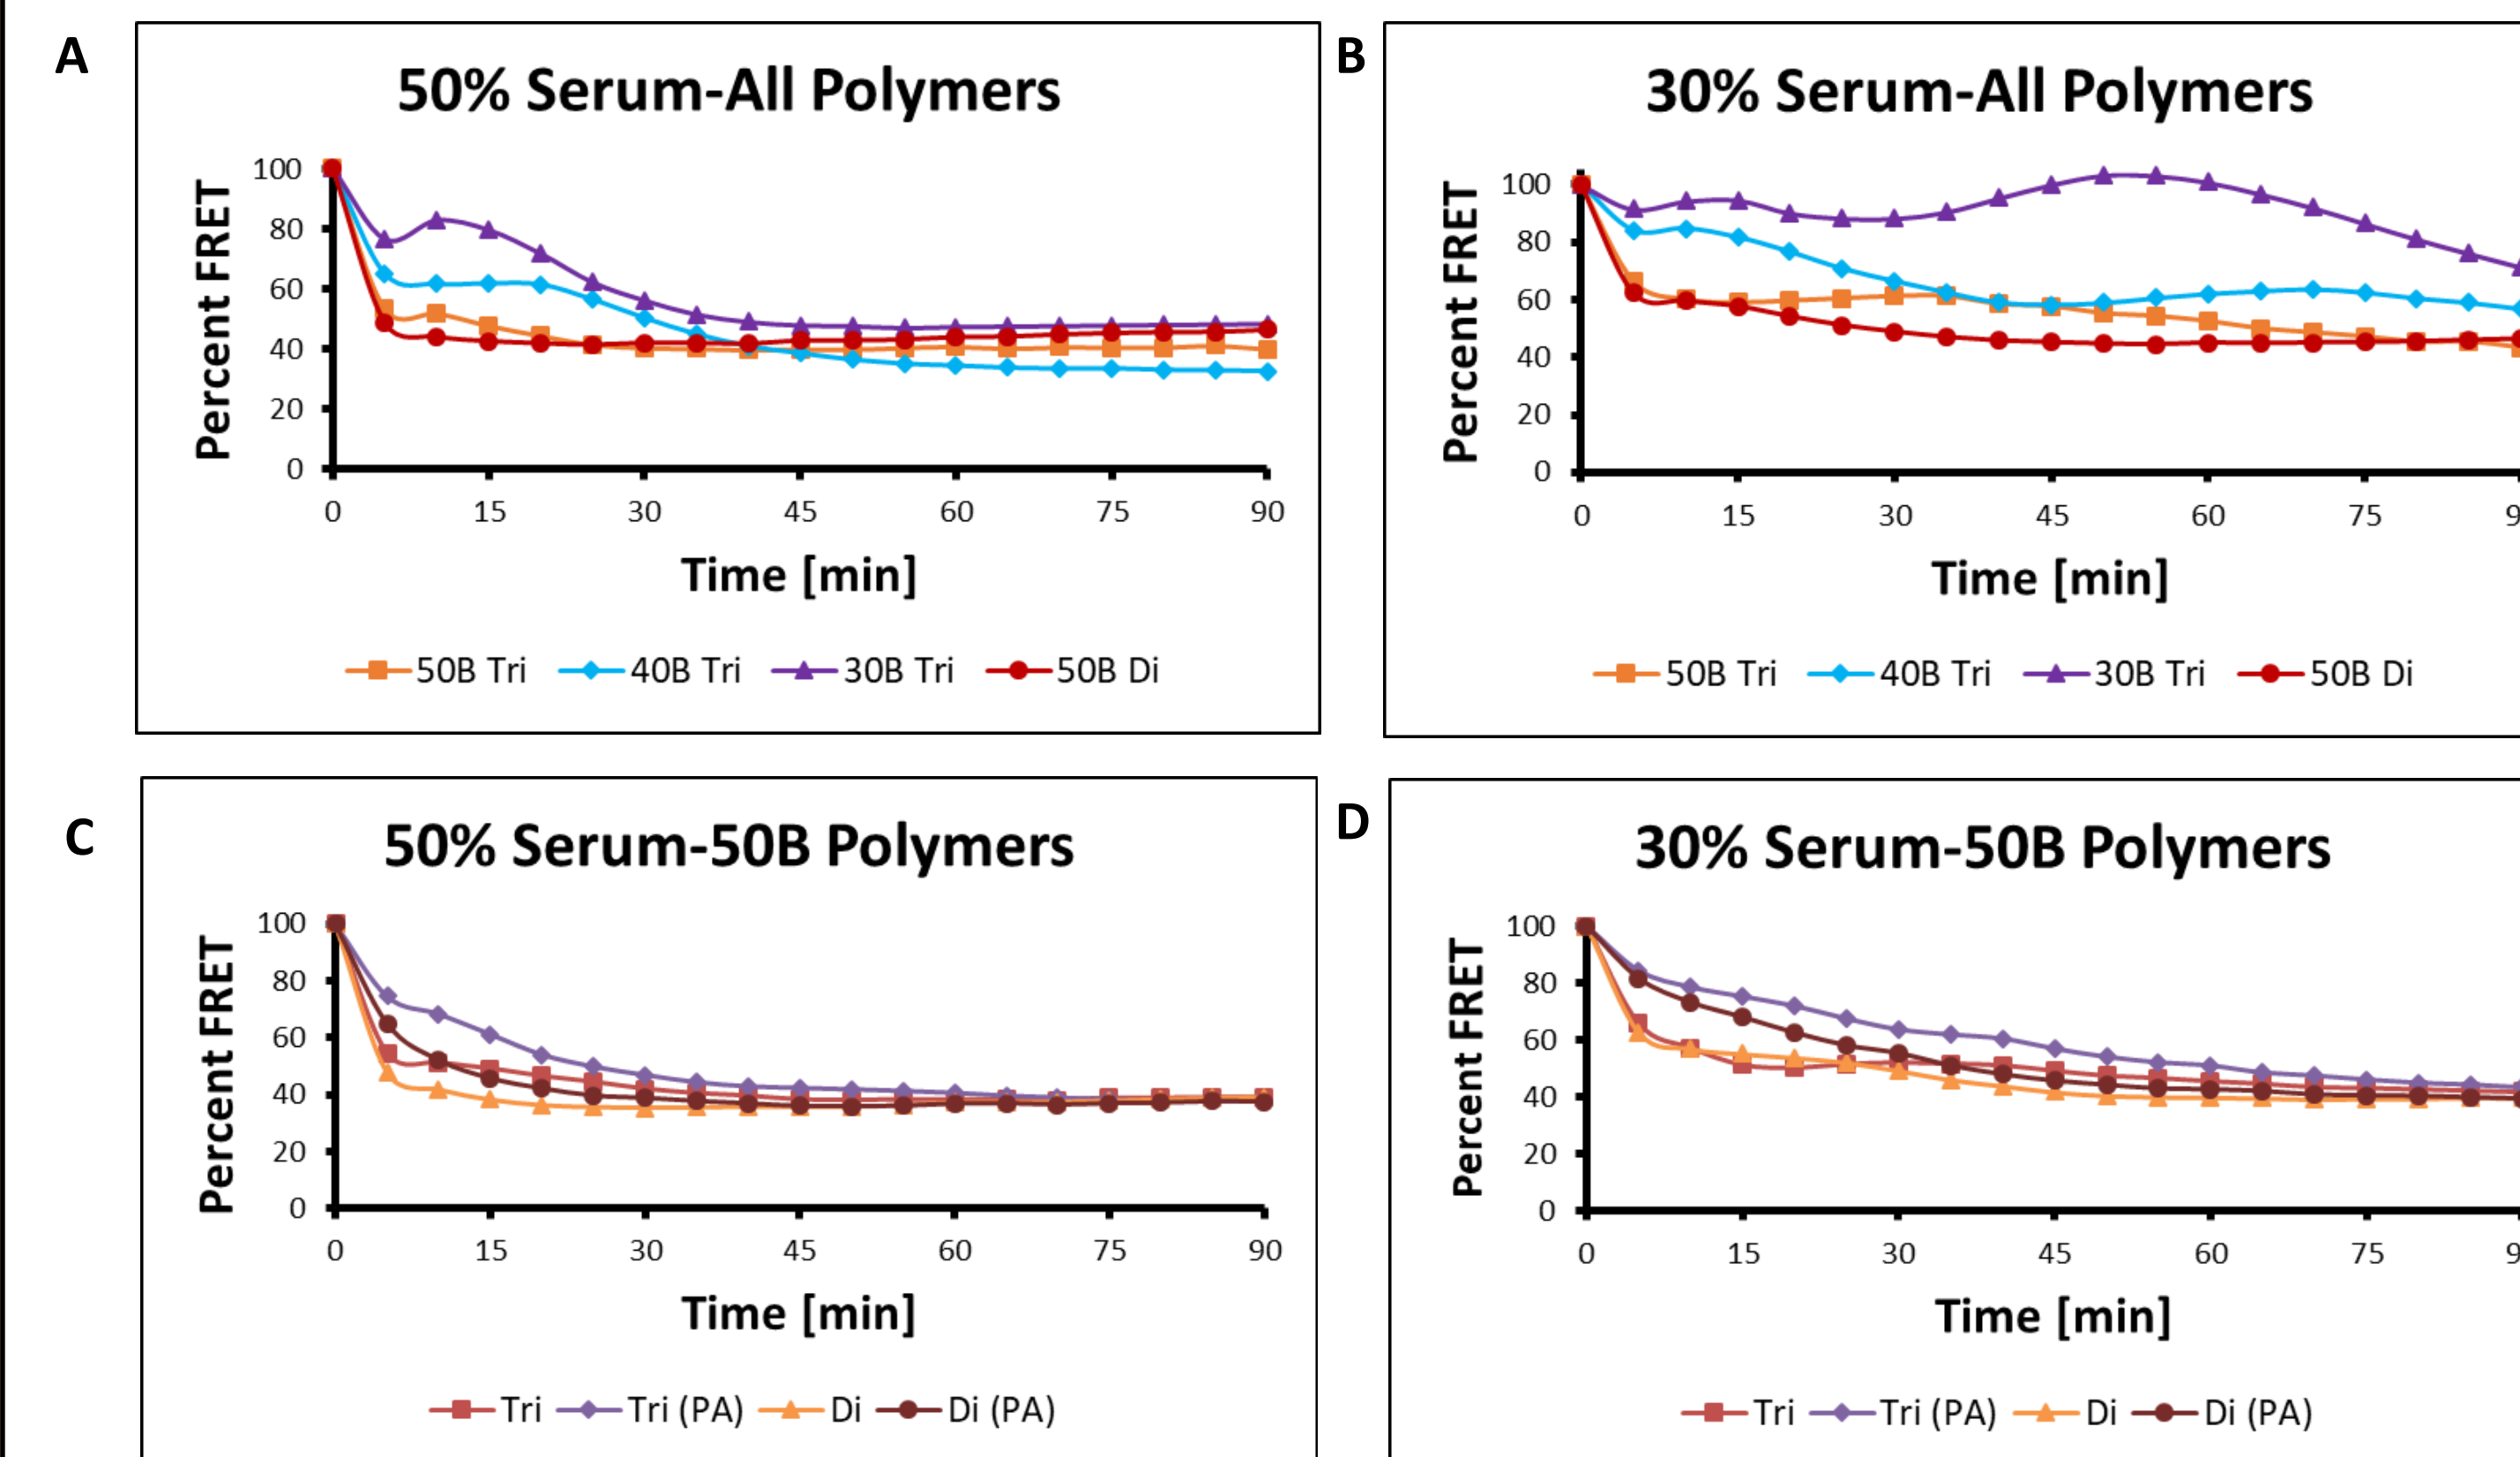 A
50% Serum-All Polymers
Percent FRET
100
80
60
40
20
0
0 15 30 45 60 75 90
Time [min]
50B Tri 40B Tri 30B Tri 50B Di
B
30% Serum-All Polymers
Percent FRET
100
80
60
40
20
0
0 15 30 45 60 75 9
Time [min]
50B Tri 40B Tri 30B Tri 50B Di
C
50% Serum-50B Polymers
Percent FRET
100
80
60
40
20
0
0 15 30 45 60 75 90
Time [min]
Tri Tri (PA) Di Di (PA)
D
30% Serum-50B Polymers
Percent FRET
100
80
60
40
20
0
0 15 30 45 60 75 9
Time [min]
Tri Tri (PA) Di Di (PA)